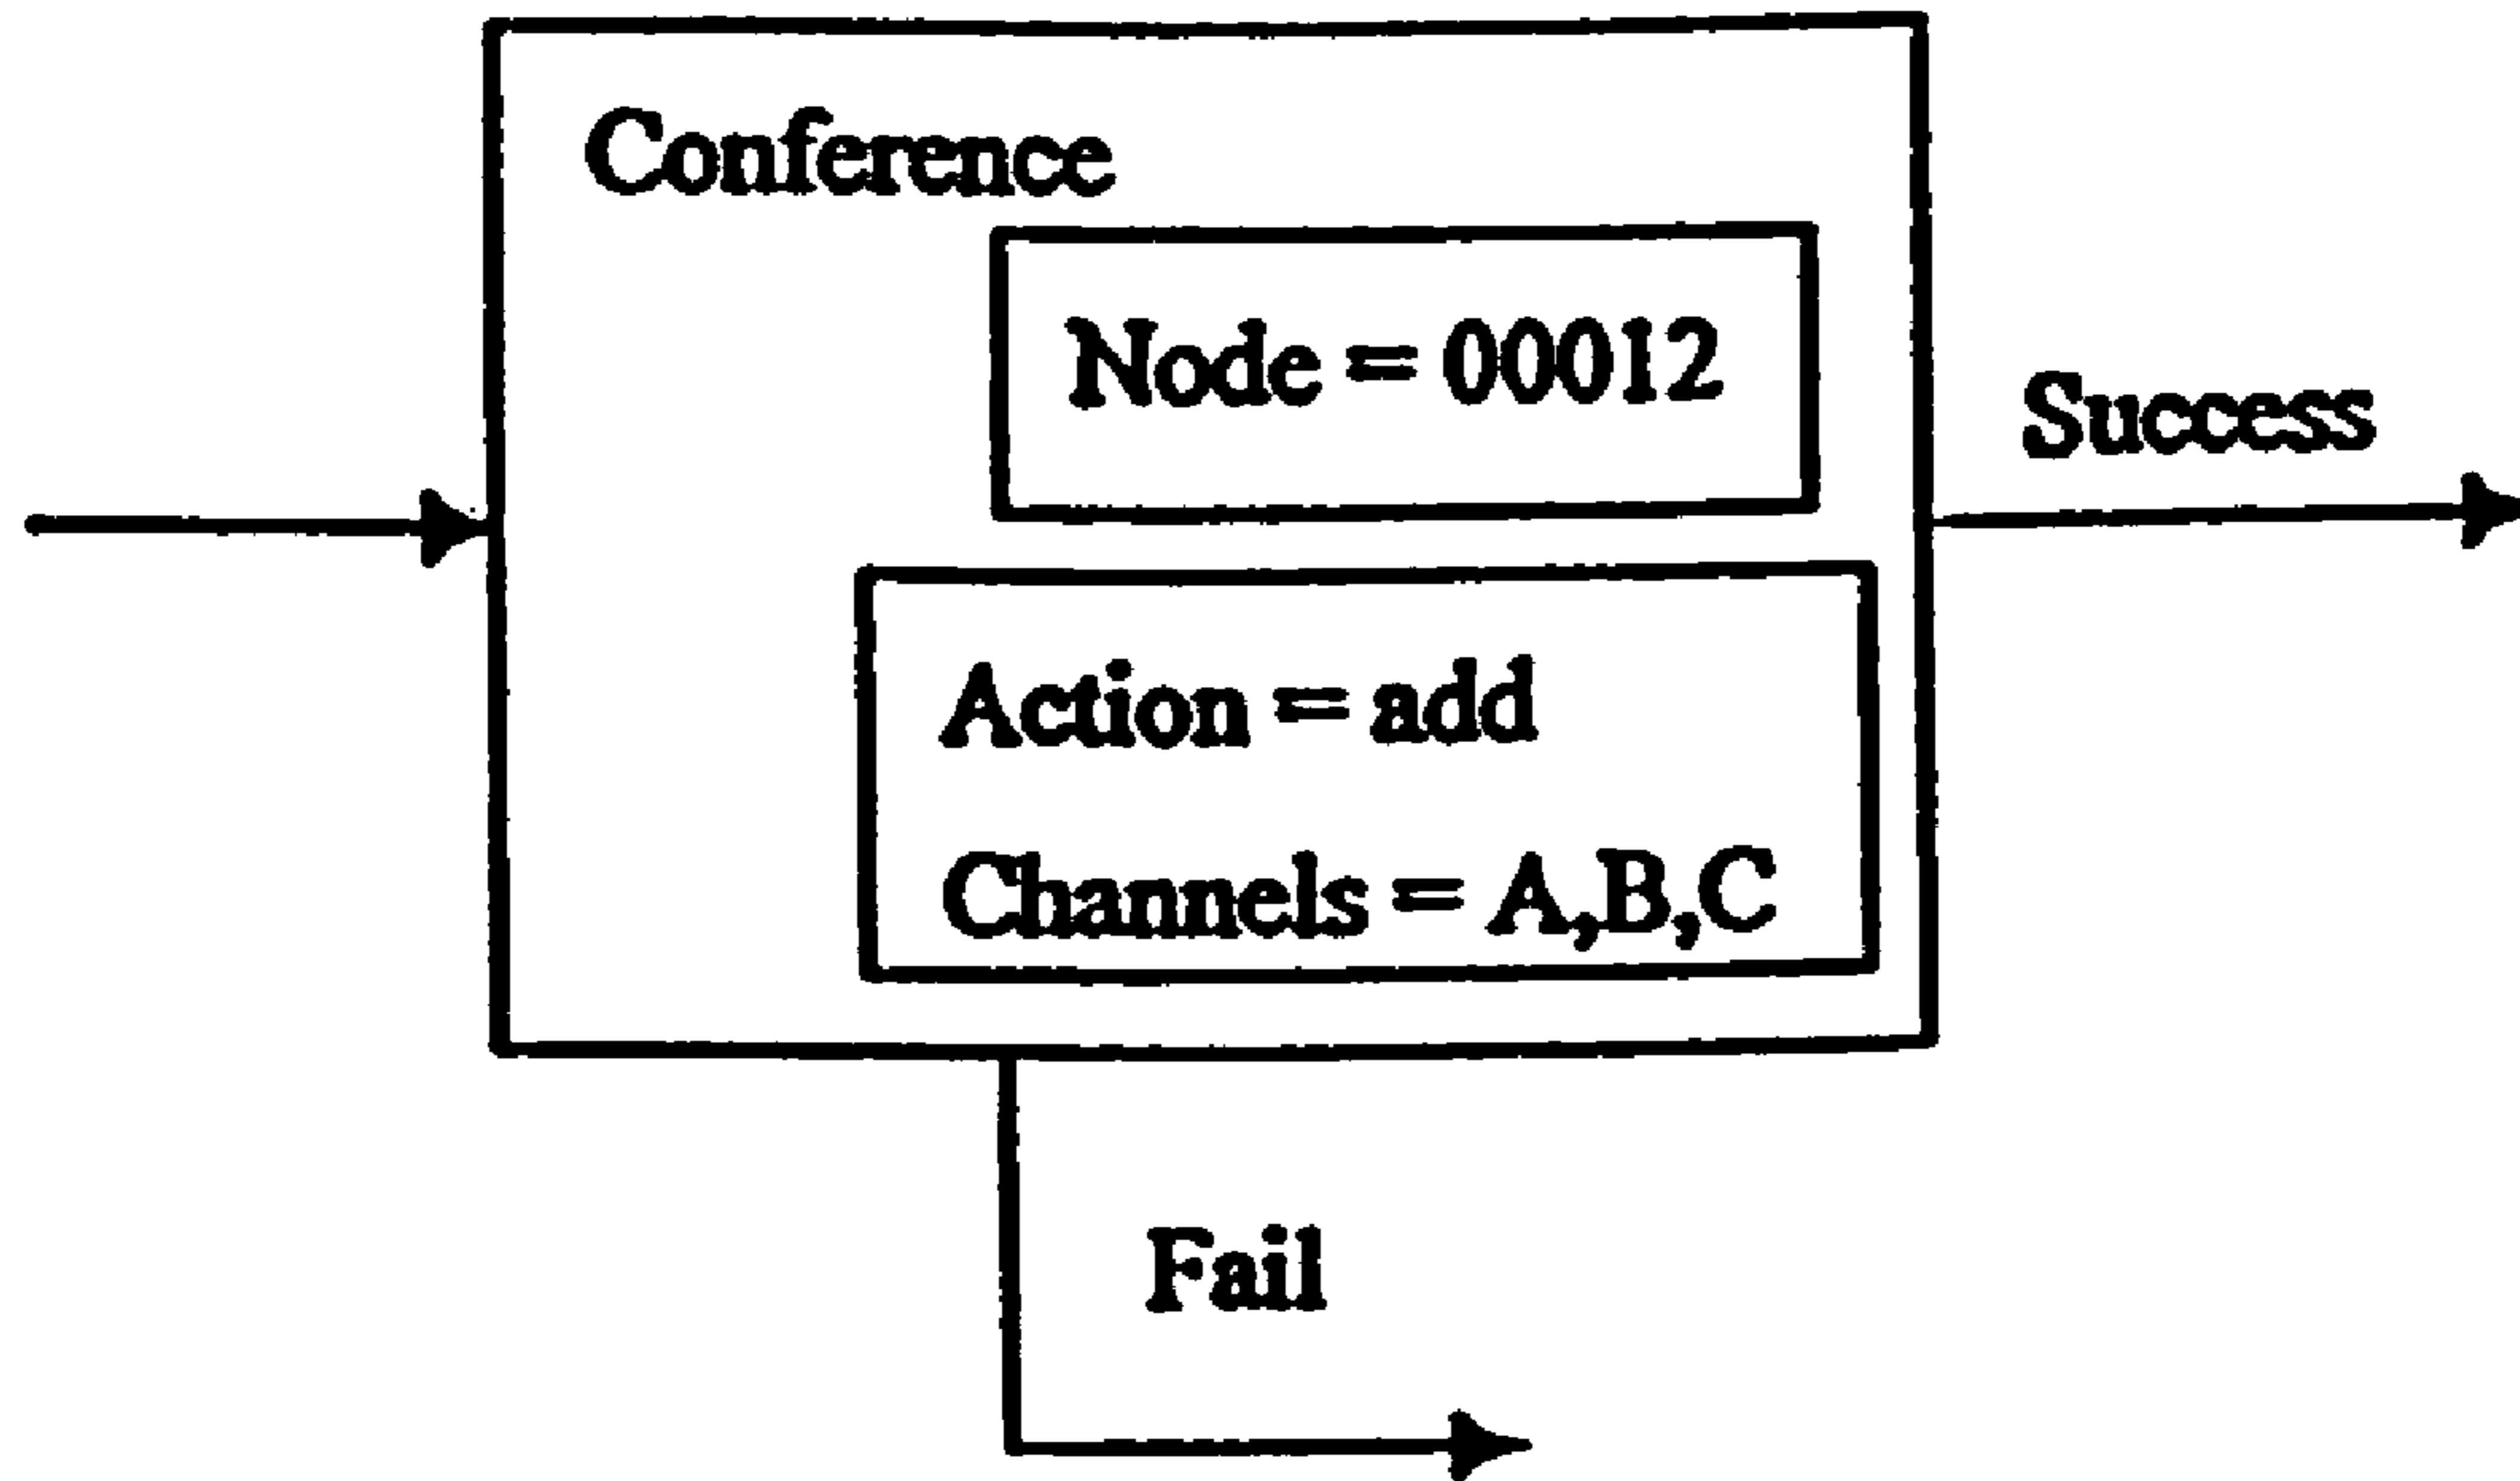 Conference
Node = 00012
Success
Action = add
Channels = A,B,C
Fail